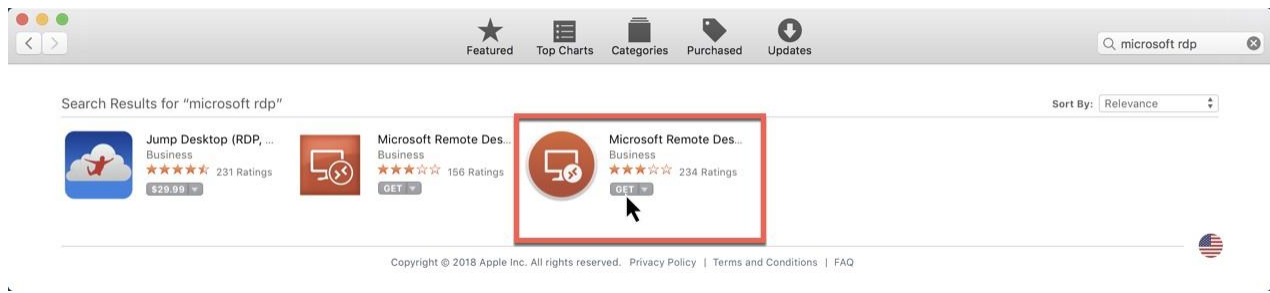 Featured
Top Charts
Categories
Purchased
Updates
microsoft rdp
Search Results for “microsoft rdp”
Sort By: Relevance
Jump Desktop (RDP, ...
Business
231 Ratings
$29.99
Microsoft Remote Des...
Business
156 Ratings
GET
Microsoft Remote Des...
Business
234 Ratings
GET
Copyright © 2018 Apple Inc. All rights reserved. Privacy Policy | Terms and Conditions | FAQ